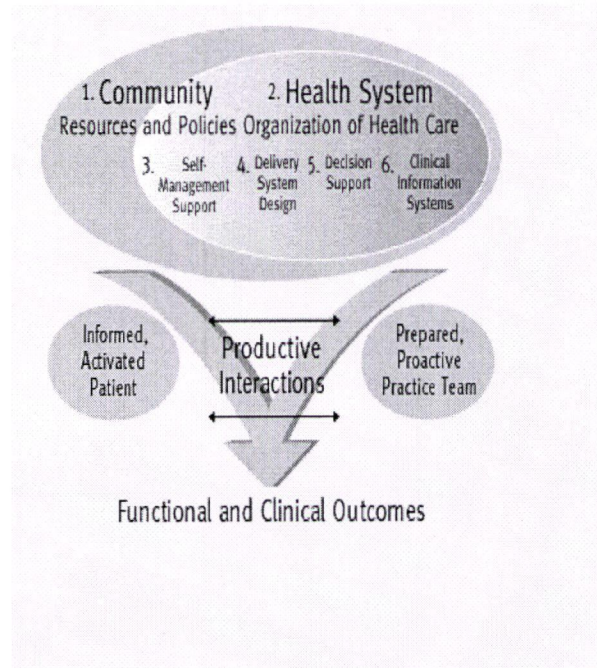 1. Community
2. Health System
Resources and Policies Organization of Health Care
3. Self-
Management
Support
4. Delivery
System
Design
5. Decision
Support
6. Clinical
Information
Systems
Informed,
Activated
Patient
Productive
Interactions
Prepared,
Proactive
Practice Team
Functional and Clinical Outcomes